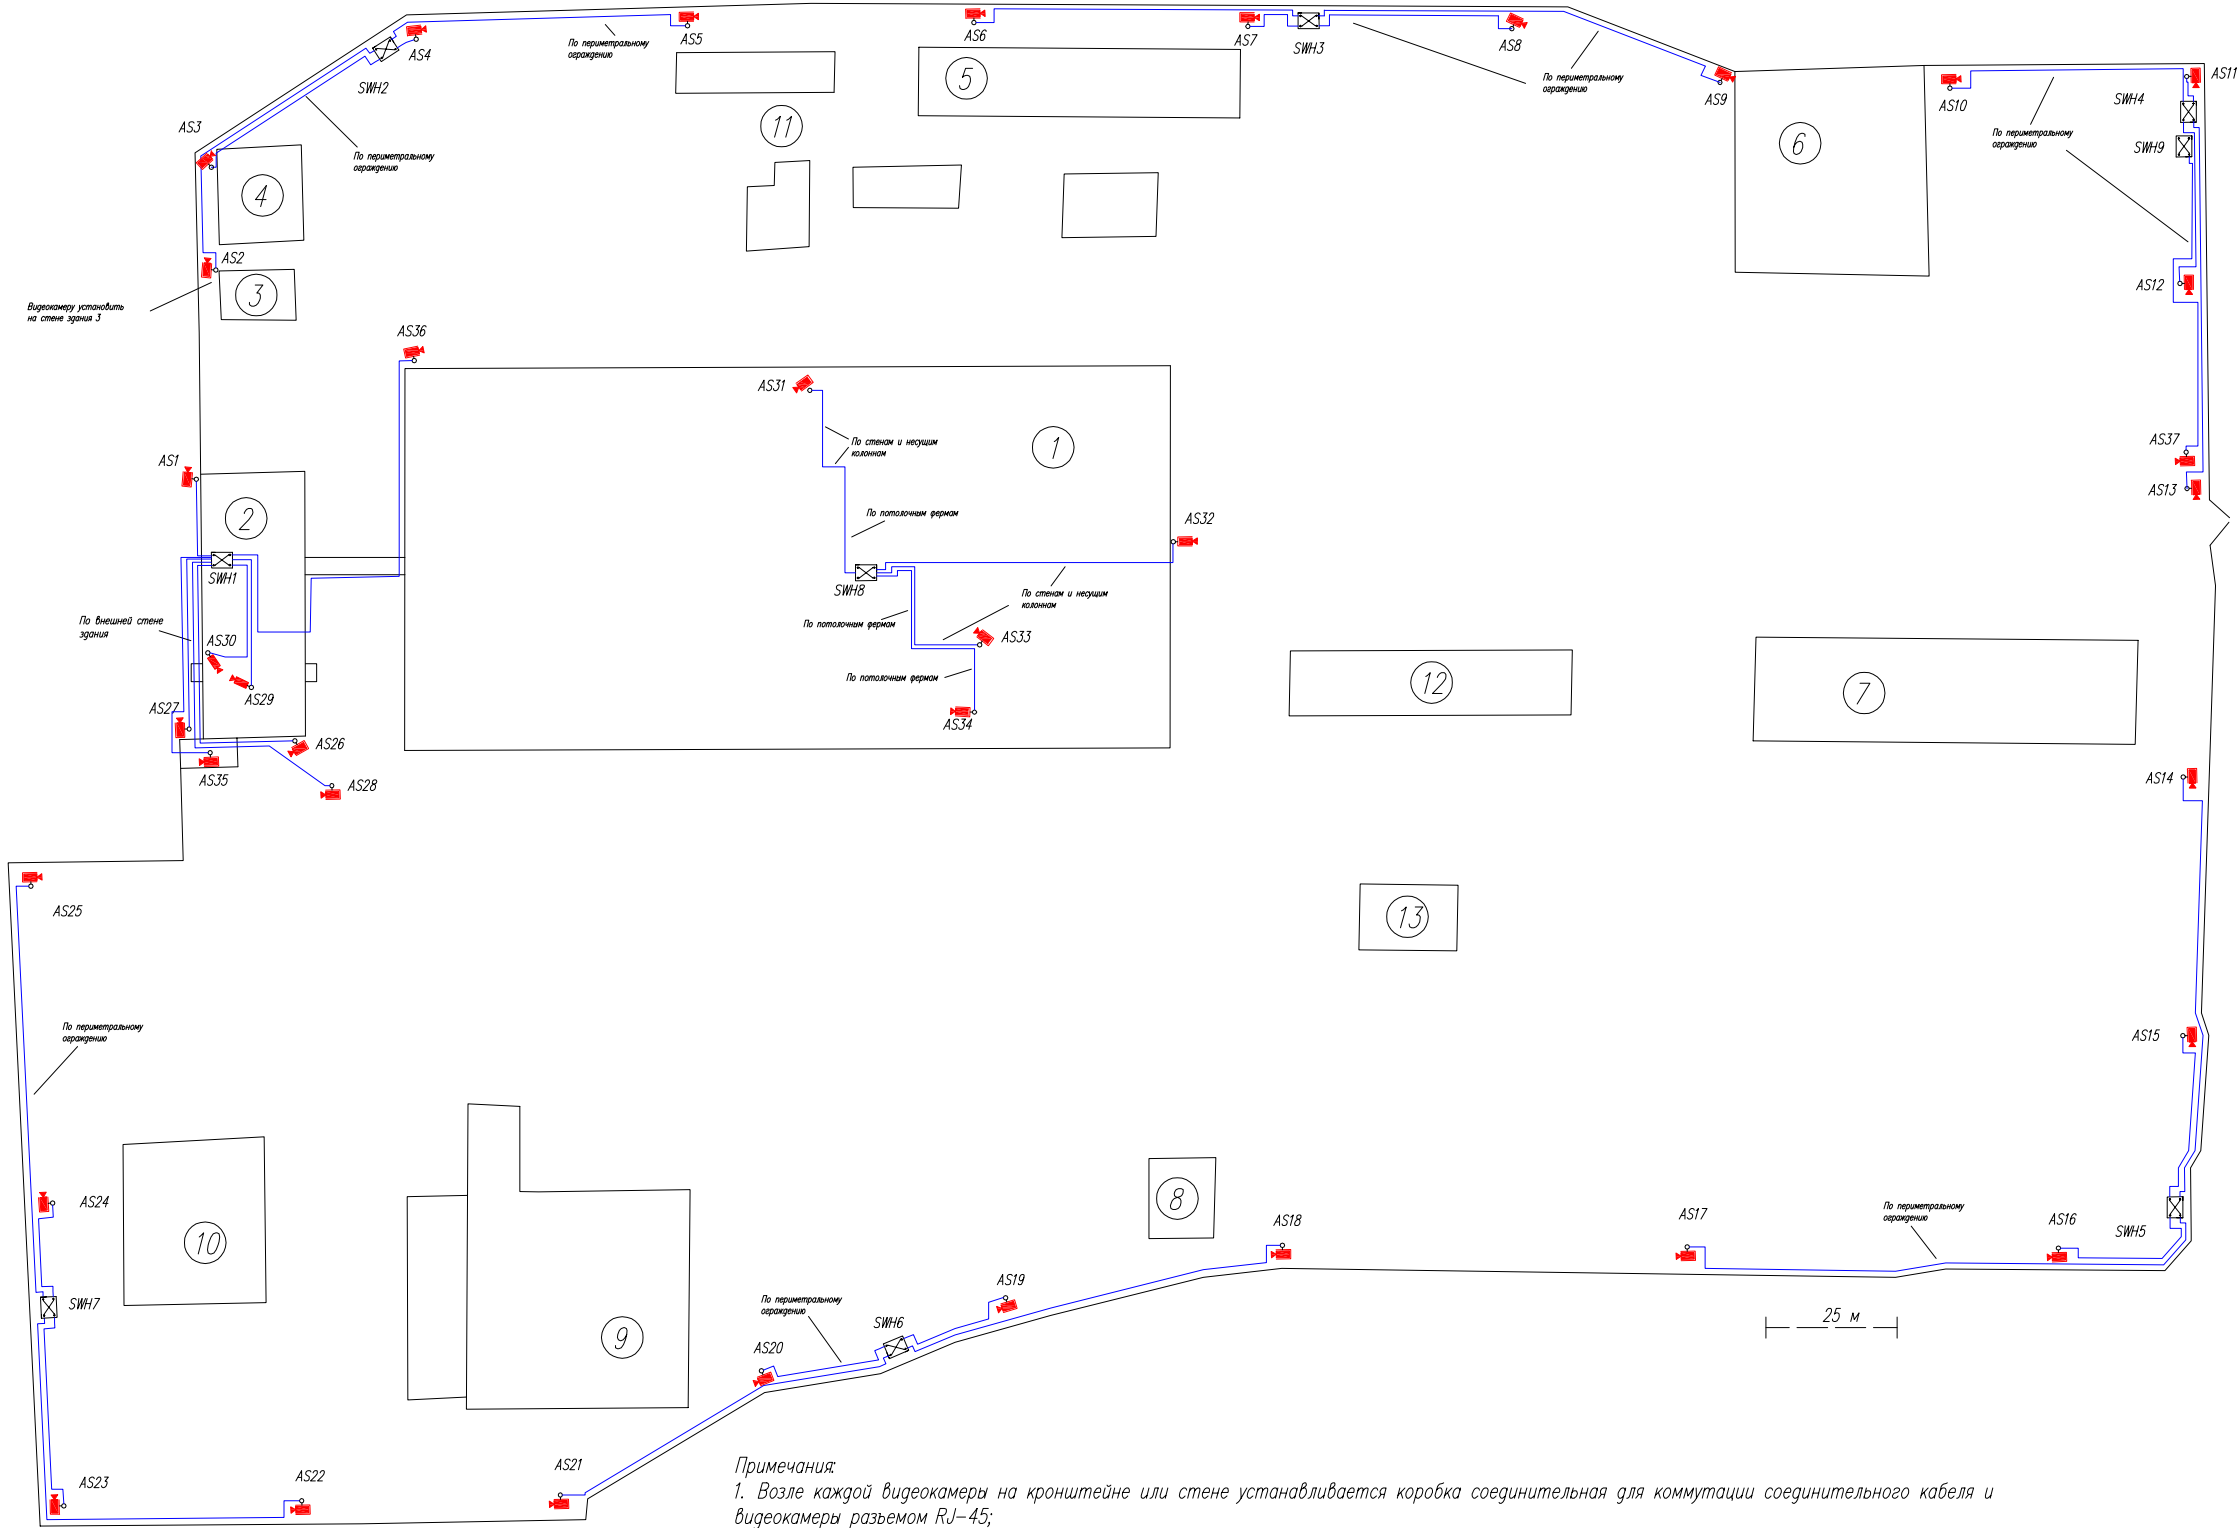 AS5
AS6
AS7
SWH3
AS8
AS4
По периметральному
ограждению
SWH2
5
По периметральному
ограждению
AS9
AS10
AS11
SWH4
AS3
11
6
По периметральному
ограждению
SWH9
По периметральному
ограждению
4
AS2
3
Видеокамеру установить
на стене здания 3
AS12
AS36
AS31
1
По стенам и несущим
колоннам
AS37
AS1
AS13
2
По потолочным фермам
AS32
SWH1
SWH8
По стенам и несущим
колоннам
По внешней стене
здания
По потолочным фермам
AS30
AS33
По потолочным фермам
12
7
AS29
AS27
AS34
AS26
AS35
AS28
AS14
AS25
13
По периметральному
ограждению
AS15
AS24
10
8
AS18
AS17
По периметральному
ограждению
AS16
SWH5
AS19
SWH7
По периметральному
ограждению
SWH6
25 м
9
AS20
AS23
AS22
AS21
Примечания:
1. Возле каждой видеокамеры на кронштейне или стене устанавливается коробка соединительная для коммутации соединительного кабеля и
видеокамеры разъемом RJ-45;